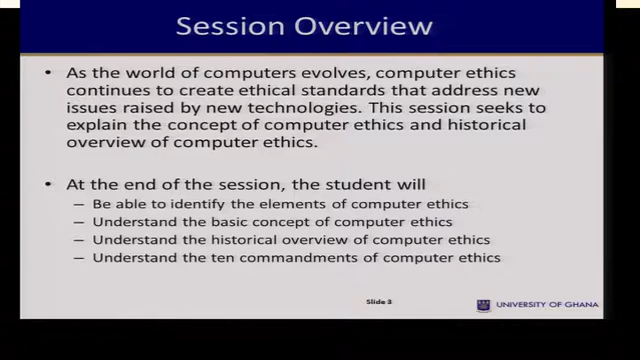 Session Overview
• As the world of computers evolves, computer ethics
continues to create ethical standards that address new
issues raised by new technologies. This session seeks to
explain the concept of computer ethics and historical
overview of computer ethics.
• At the end of the session, the student will
– Be able to identify the elements of computer ethics
– Understand the basic concept of computer ethics
– Understand the historical overview of computer ethics
– Understand the ten commandments of computer ethics
Slide 3
UNIVERSITY OF GHANA